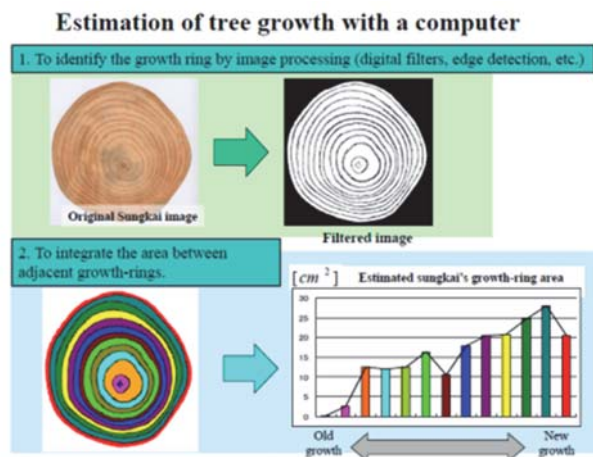 Estimation of tree growth with a computer
1. To identify the growth ring by image processing (digital filters, edge detection, etc.)
Original Sungkai image
Filtered image
2. To integrate the area between
adjacent growth-rings.
[cm 2]
Estimated sungkai's growth-ring area
30
25
20
15
10
5
0
Old
growth
New
growth